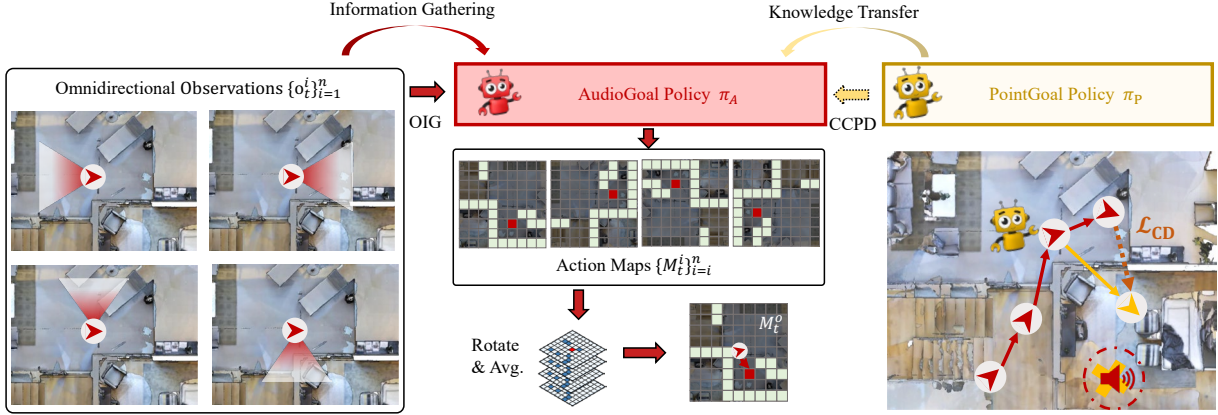 Information Gathering
Knowledge Transfer
Omnidirectional Observations {o_t^i}_{i=1}^n
OIG
AudioGoal Policy π_A
CCPD
PointGoal Policy π_P
Action Maps {M_t^i}_{i=i}^n
Rotate
& Avg.
M_t^o
ℒ_CD